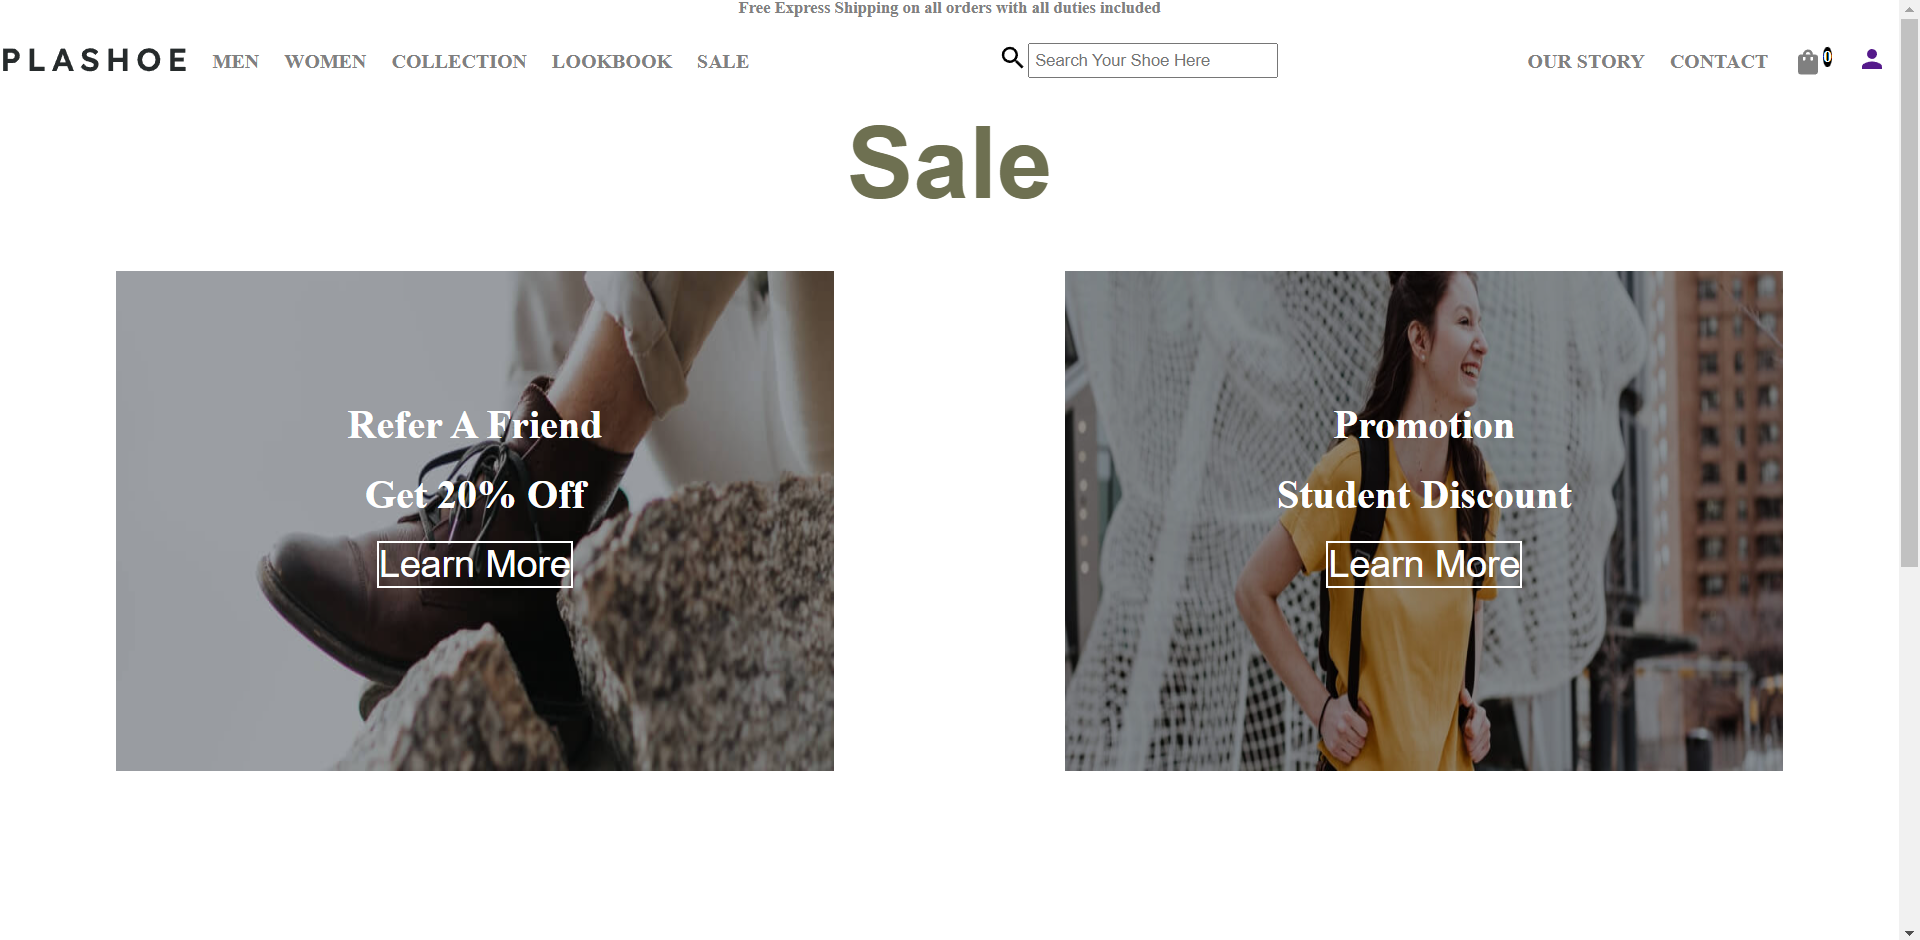 Free Express Shipping on all orders with all duties included
PLASHOE MEN WOMEN COLLECTION LOOKBOOK SALE Search Your Shoe Here OUR STORY CONTACT 0
Sale
Refer A Friend
Get 20% Off
Learn More
Promotion
Student Discount
Learn More